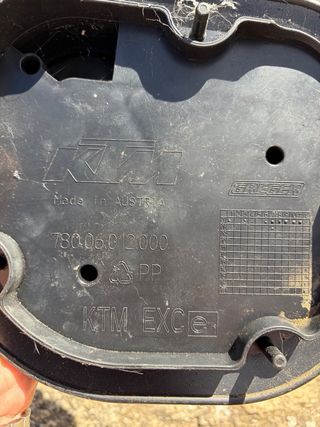 KTM
Made in AUSTRIA
780.06.012.000
PP
KTM EXC e